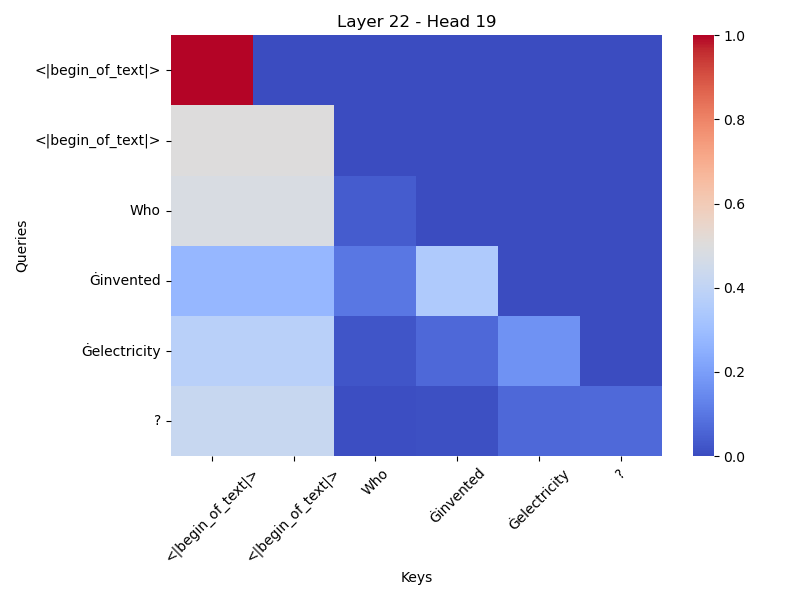 Layer 22 - Head 19
Queries
<|begin_of_text|>
<|begin_of_text|>
Who
Ġinvented
Ġelectricity
?
<|begin_of_text|>
<|begin_of_text|>
Who
Ġinvented
Ġelectricity
?
Keys
1.0
0.8
0.6
0.4
0.2
0.0